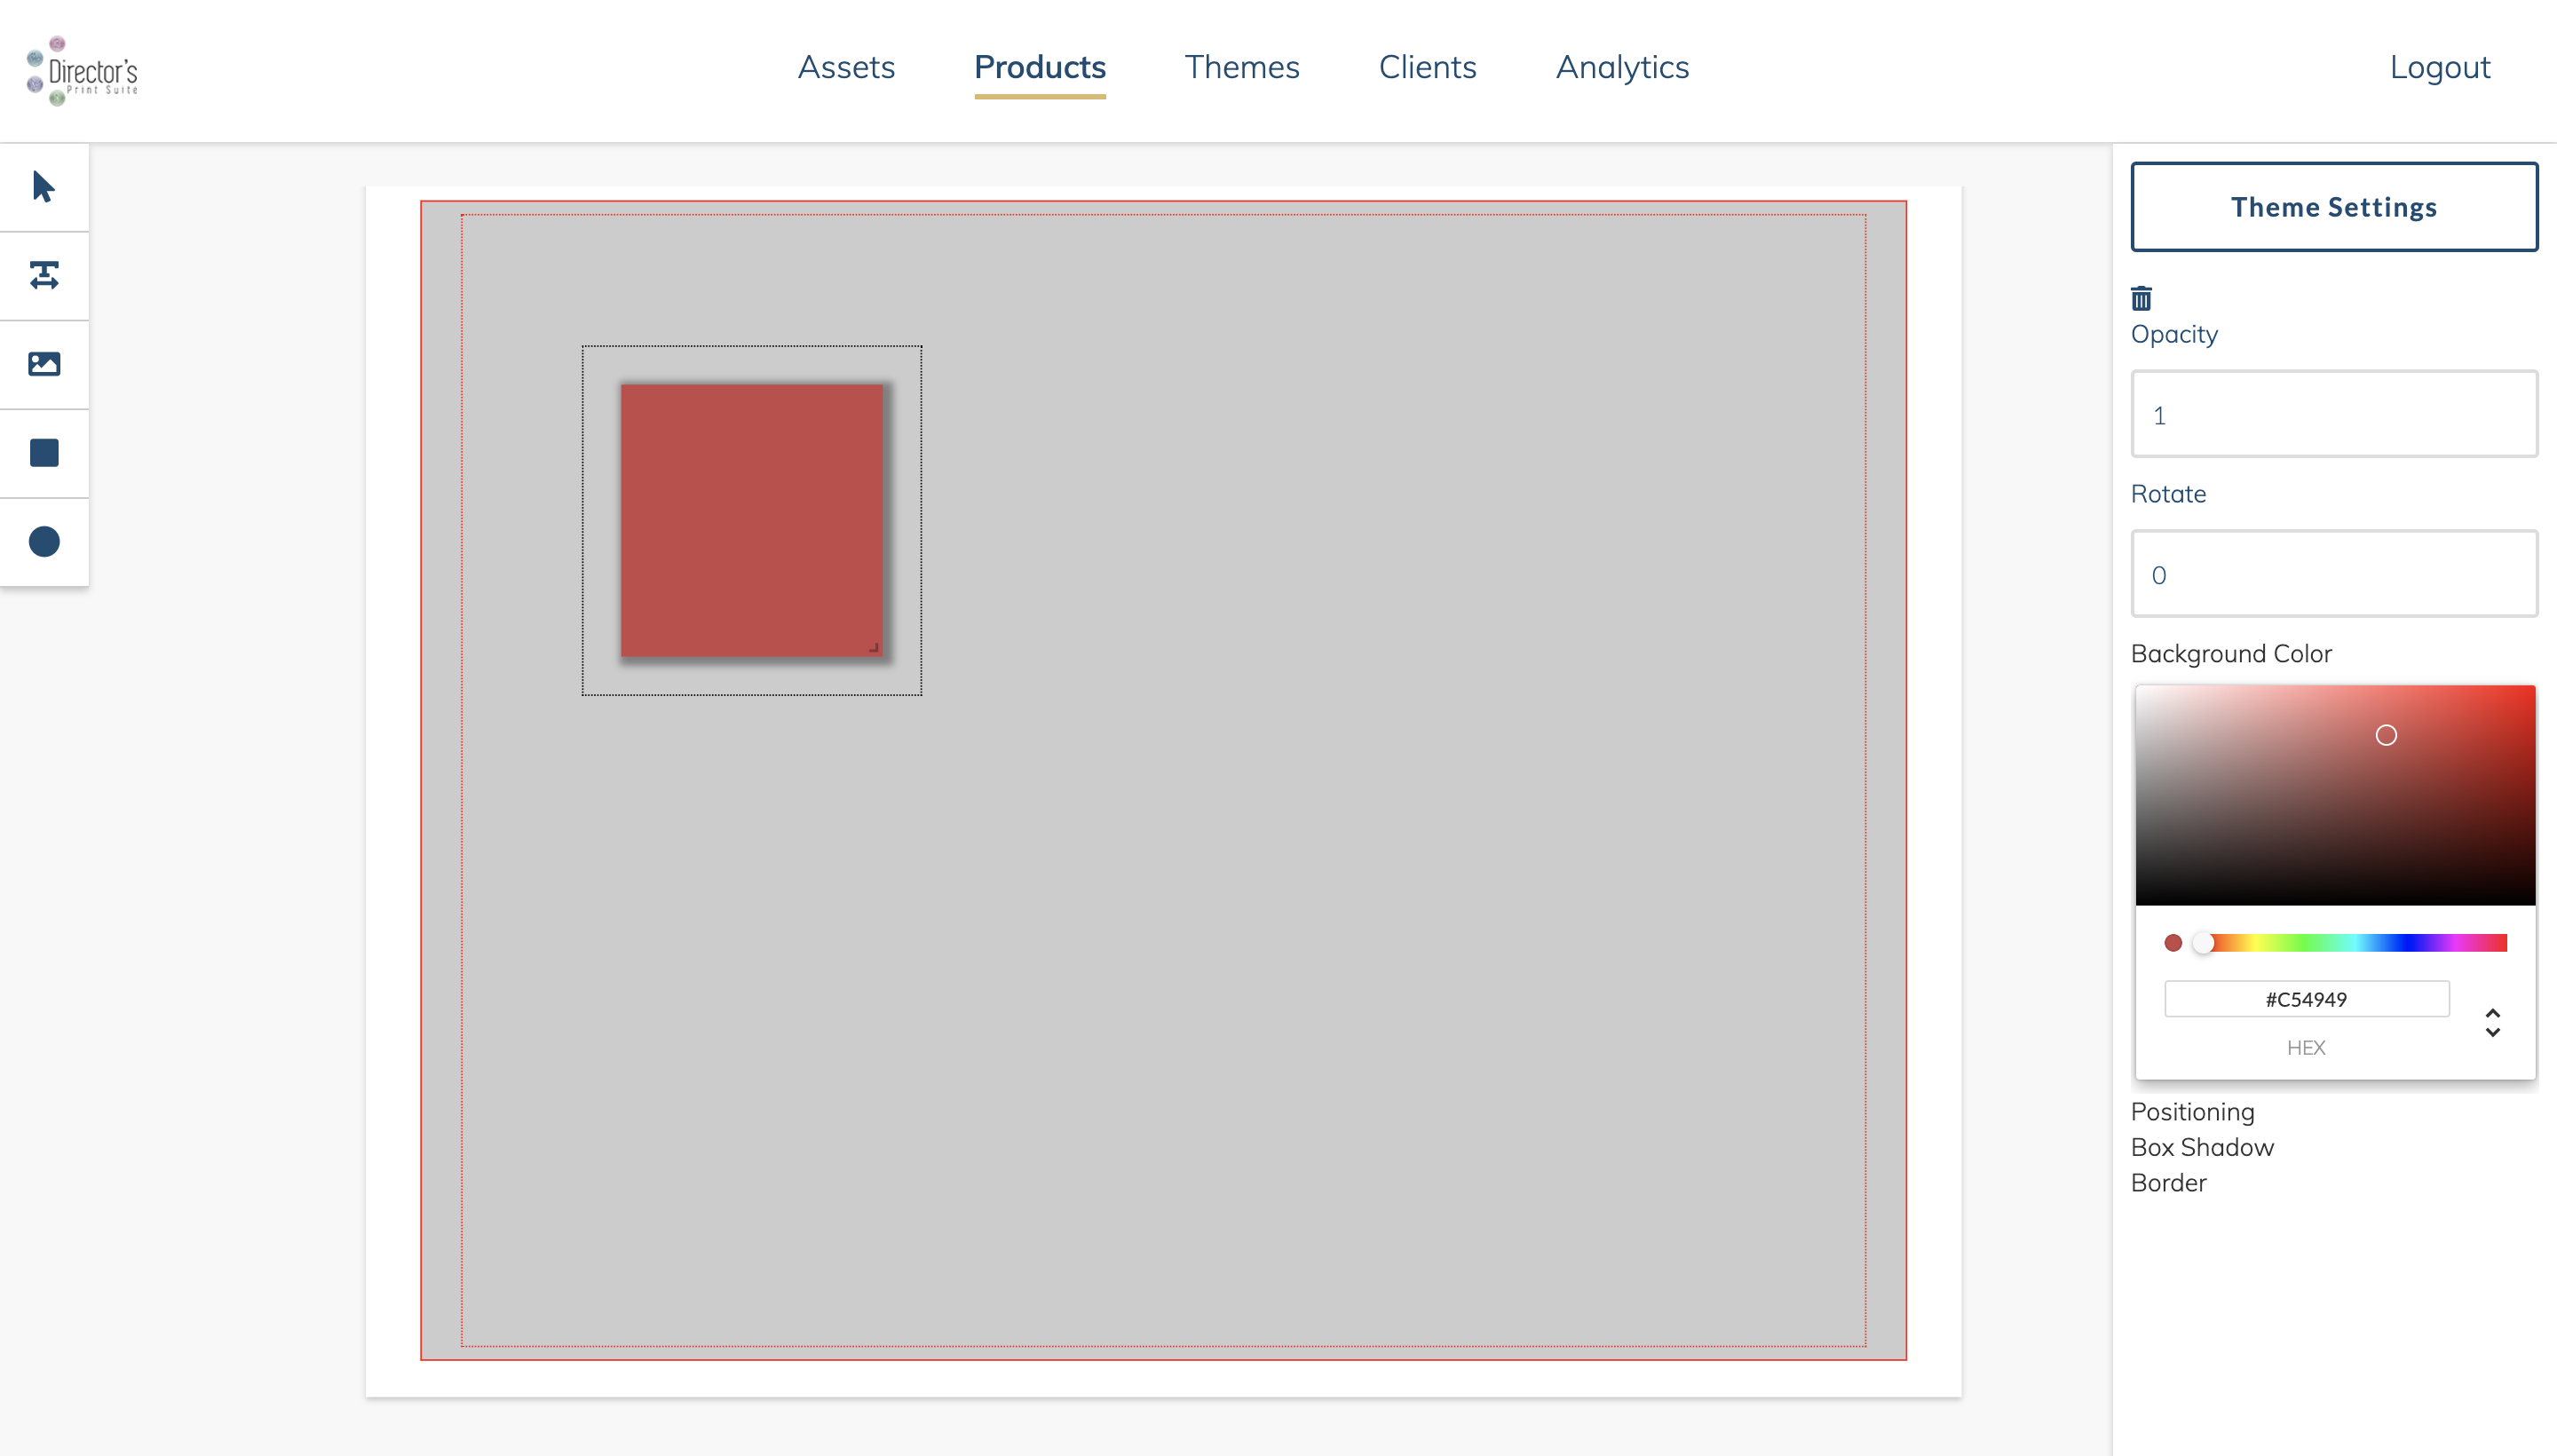 Director's
Print Suite
Assets
Products
Themes
Clients
Analytics
Logout
Theme Settings
Opacity
1
Rotate
0
Background Color
#C54949
HEX
Positioning
Box Shadow
Border